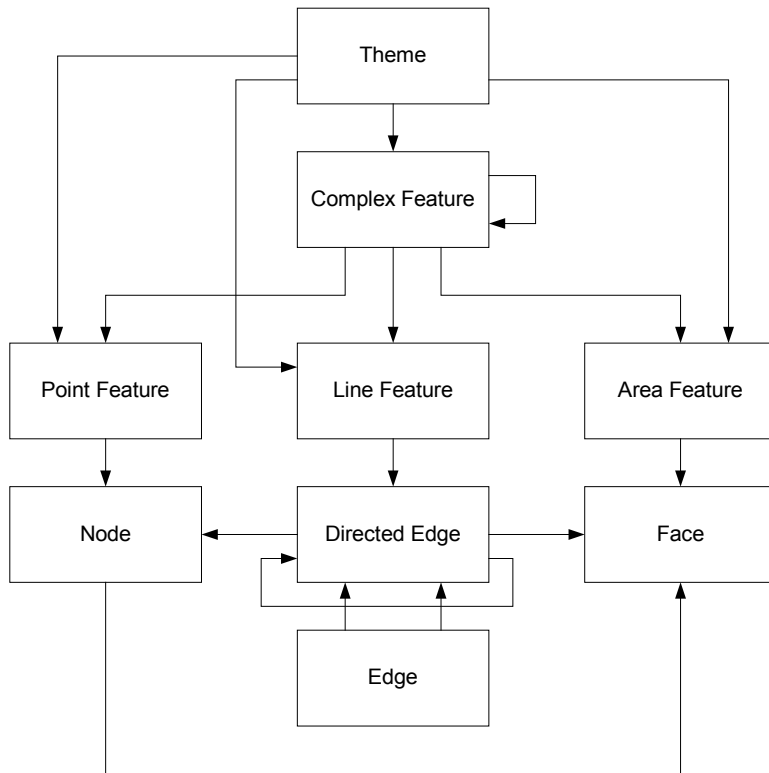 Theme
Complex Feature
Point Feature
Line Feature
Area Feature
Node
Directed Edge
Face
Edge